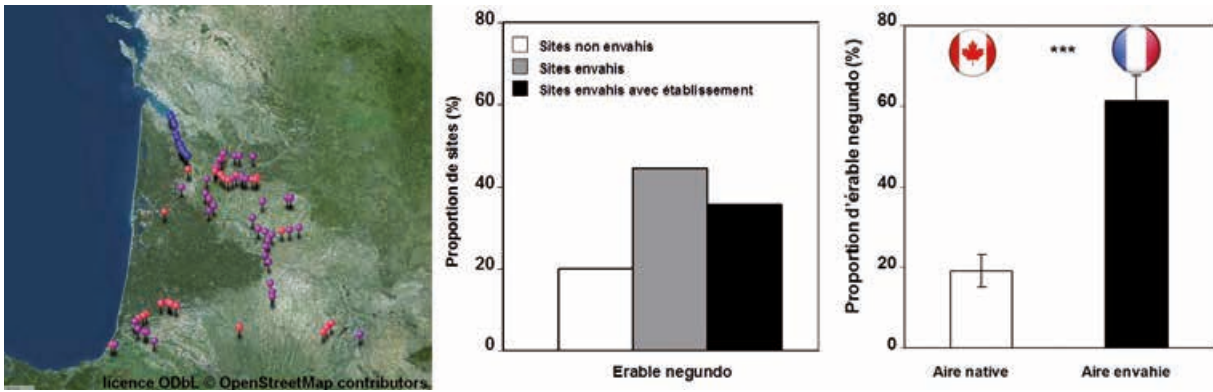 licence ODbL © OpenStreetMap contributors
Proportion de sites (%)
80
60
40
20
0
Sites non envahis
Sites envahis
Sites envahis avec établissement
Erable negundo
Proportion d'érable negundo (%)
80
60
40
20
0
***
Aire native
Aire envahie